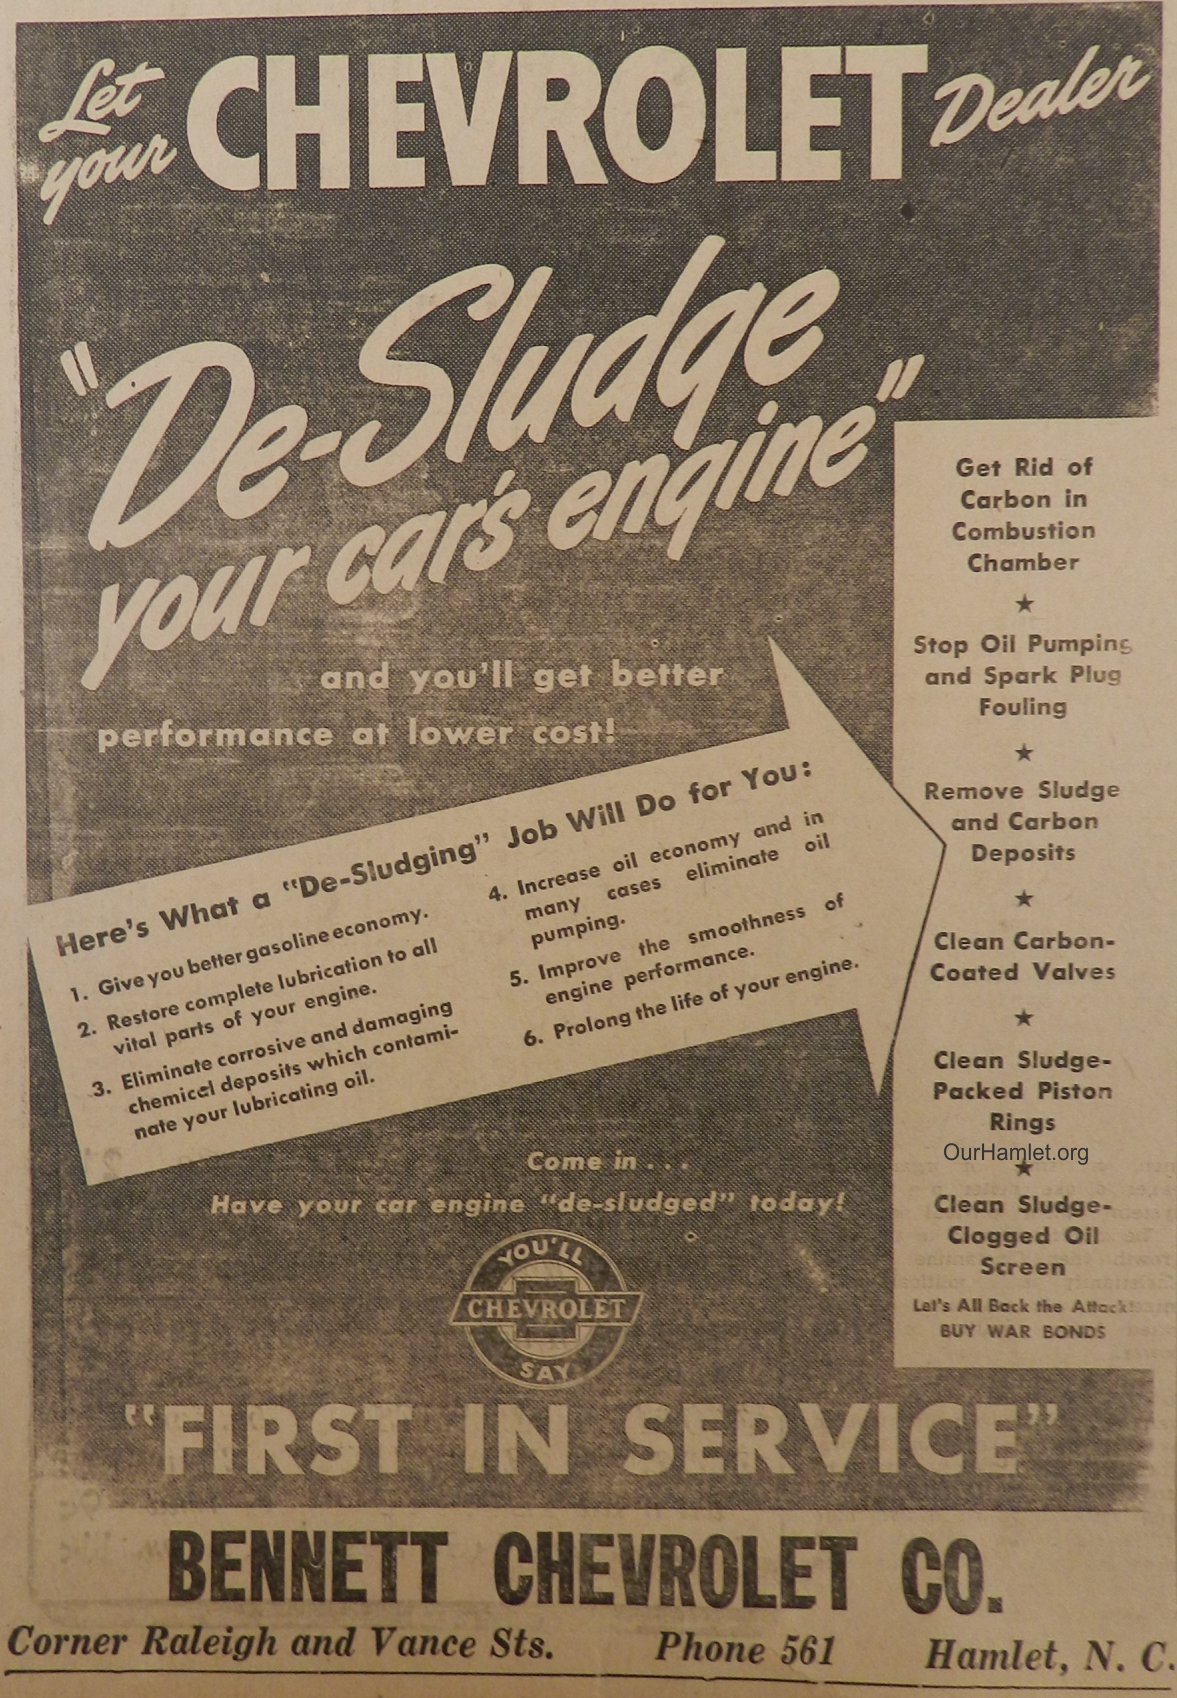 Let
your CHEVROLET Dealer
"De-Sludge
your car's engine"
and you'll get better
performance at lower cost!
Here's What a "De-Sludging" Job Will Do for You:
1. Give you better gasoline economy.
2. Restore complete lubrication to all
vital parts of your engine.
3. Eliminate corrosive and damaging
chemical deposits which contami-
nate your lubricating oil.
4. Increase oil economy and in
many cases eliminate oil
pumping.
5. Improve the smoothness of
engine performance.
6. Prolong the life of your engine.
Get Rid of
Carbon in
Combustion
Chamber
★
Stop Oil Pumping
and Spark Plug
Fouling
★
Remove Sludge
and Carbon
Deposits
★
Clean Carbon-
Coated Valves
★
Clean Sludge-
Packed Piston
Rings
OurHamlet.org
★
Clean Sludge-
Clogged Oil
Screen
Let's All Back the Attack
BUY WAR BONDS
Come in . . .
Have your car engine "de-sludged" today!
YOU'LL
CHEVROLET
SAY
"FIRST IN SERVICE"
BENNETT CHEVROLET CO.
Corner Raleigh and Vance Sts. Phone 561 Hamlet, N. C.